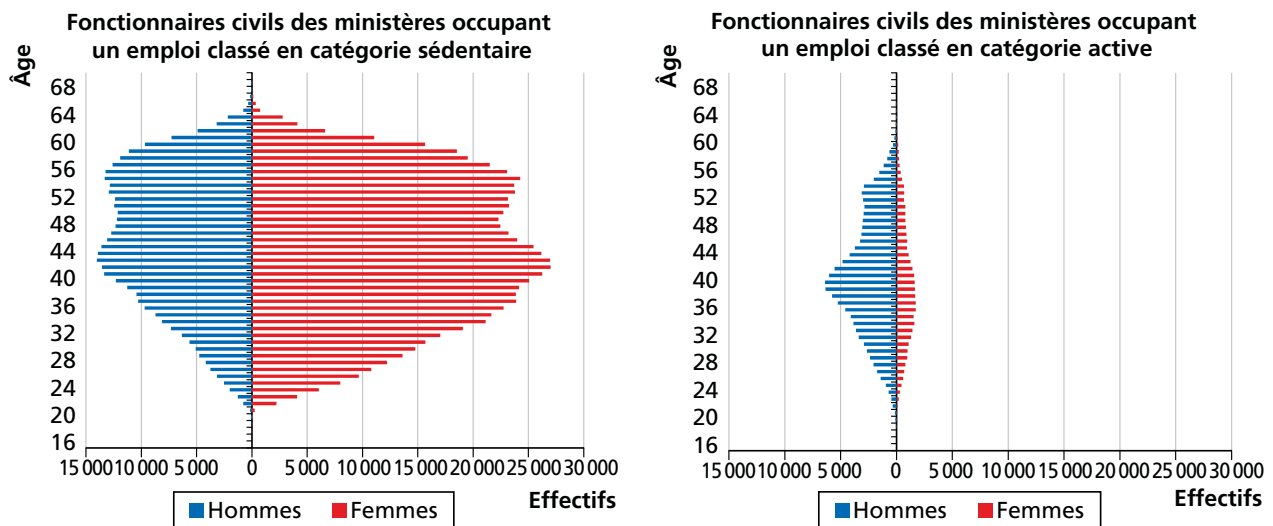 Fonctionnaires civils des ministères occupant
un emploi classé en catégorie sédentaire
Âge
68
64
60
56
52
48
44
40
36
32
28
24
20
16
15 000 10 000 5 000 0 5 000 10 000 15 000 20 000 25 000 30 000
Effectifs
Hommes Femmes
Fonctionnaires civils des ministères occupant
un emploi classé en catégorie active
Âge
68
64
60
56
52
48
44
40
36
32
28
24
20
16
15 000 10 000 5 000 0 5 000 10 000 15 000 20 000 25 000 30 000
Effectifs
Hommes Femmes